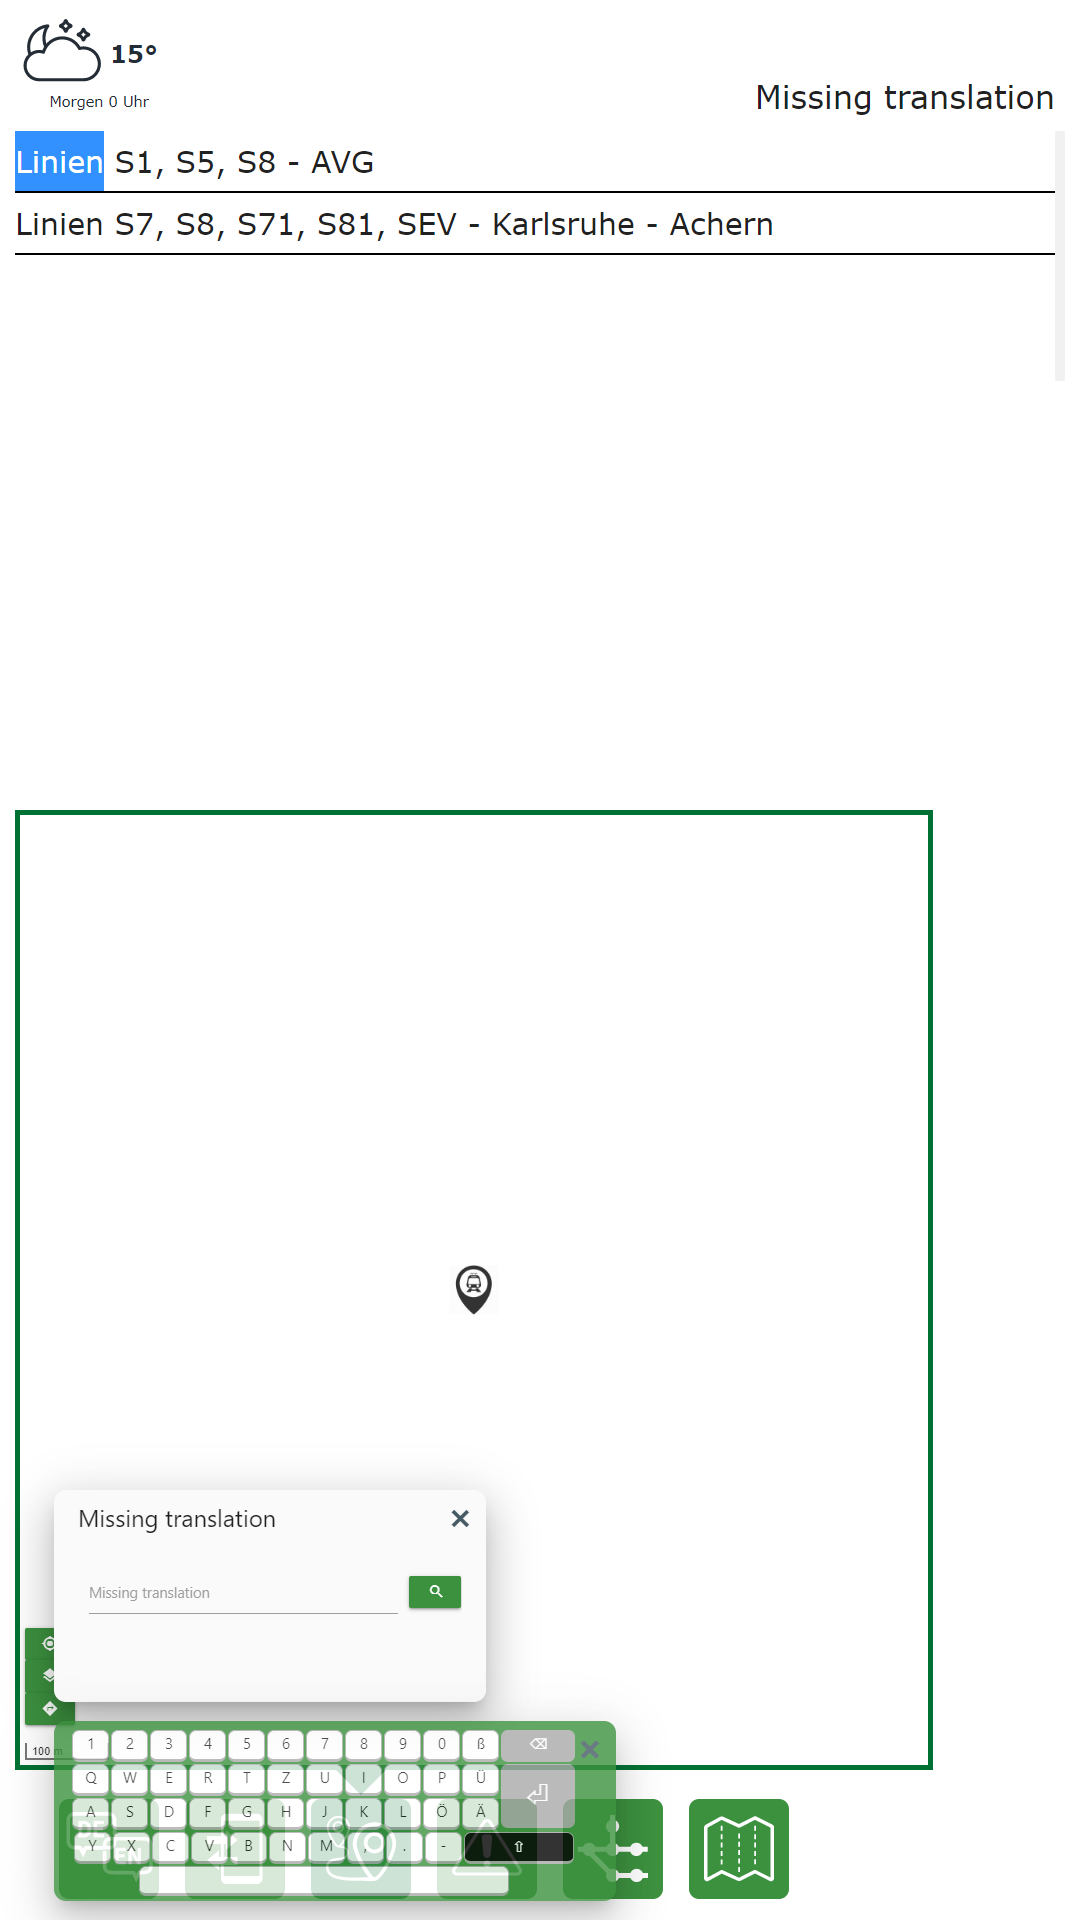 15°
Morgen 0 Uhr
Missing translation
Linien S1, S5, S8 - AVG
Linien S7, S8, S71, S81, SEV - Karlsruhe - Achern
Missing translation
Missing translation
100 m
1 2 3 4 5 6 7 8 9 0 ß ⌫
Q W E R T Z U I O P Ü
A S D F G H J K L Ö Ä
Y X C V B N M , . - ⇧
DE
EN